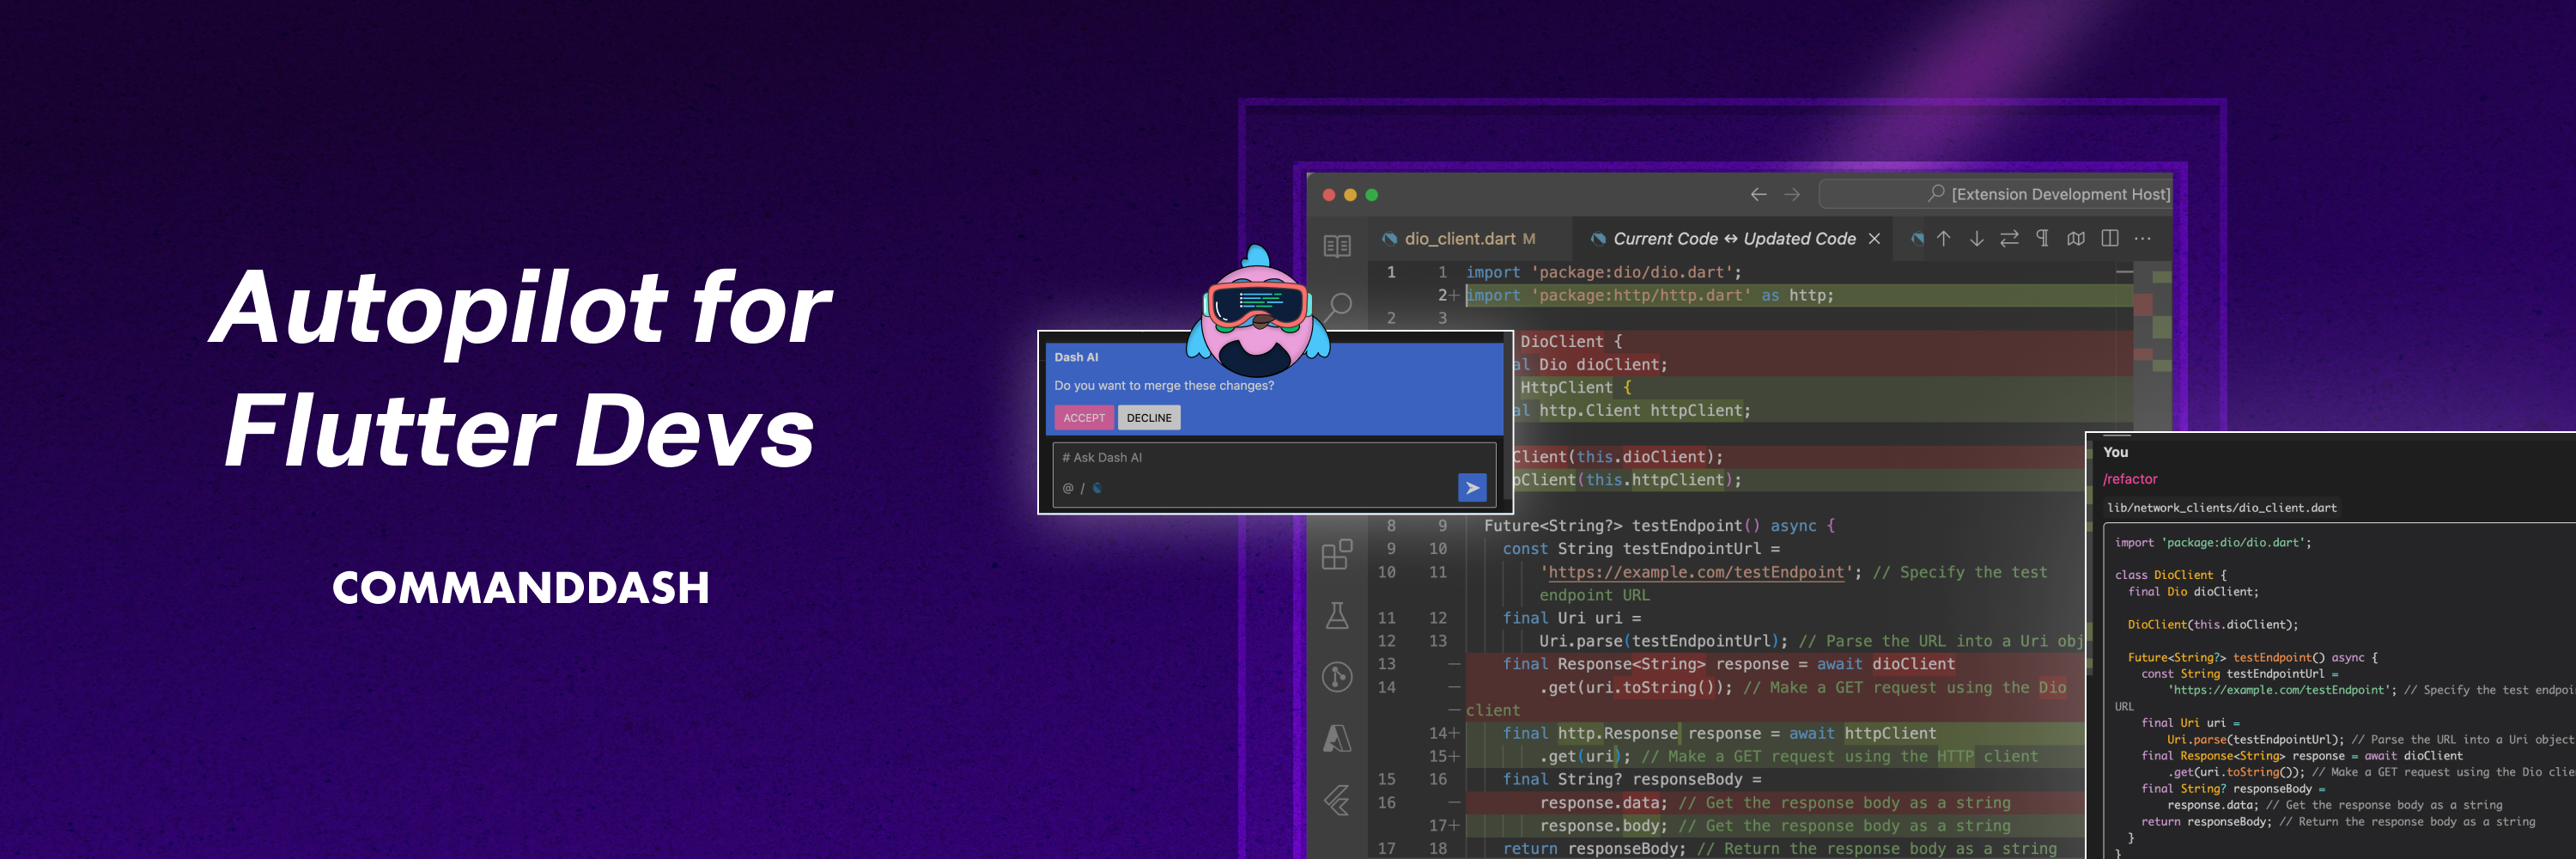 Autopilot for
Flutter Devs
COMMANDDASH
[Extension Development Host]
dio_client.dart M
Current Code ↔ Updated Code
1 1 import 'package:dio/dio.dart';
2+ import 'package:http/http.dart' as http;
2 3
DioClient {
al Dio dioClient;
HttpClient {
al http.Client httpClient;
Client(this.dioClient);
pClient(this.httpClient);
8 9 Future<String?> testEndpoint() async {
9 10 const String testEndpointUrl =
10 11 'https://example.com/testEndpoint'; // Specify the test
endpoint URL
11 12 final Uri uri =
12 13 Uri.parse(testEndpointUrl); // Parse the URL into a Uri obj
13 — final Response<String> response = await dioClient
14 — .get(uri.toString()); // Make a GET request using the Dio
— client
14+ final http.Response response = await httpClient
15+ .get(uri); // Make a GET request using the HTTP client
15 16 final String? responseBody =
16 — response.data; // Get the response body as a string
17+ response.body; // Get the response body as a string
17 18 return responseBody; // Return the response body as a string
Dash AI
Do you want to merge these changes?
ACCEPT DECLINE
# Ask Dash AI
@ /
You
/refactor
lib/network_clients/dio_client.dart
import 'package:dio/dio.dart';
class DioClient {
final Dio dioClient;
DioClient(this.dioClient);
Future<String?> testEndpoint() async {
const String testEndpointUrl =
'https://example.com/testEndpoint'; // Specify the test endpoi
URL
final Uri uri =
Uri.parse(testEndpointUrl); // Parse the URL into a Uri object
final Response<String> response = await dioClient
.get(uri.toString()); // Make a GET request using the Dio clie
final String? responseBody =
response.data; // Get the response body as a string
return responseBody; // Return the response body as a string
}
}